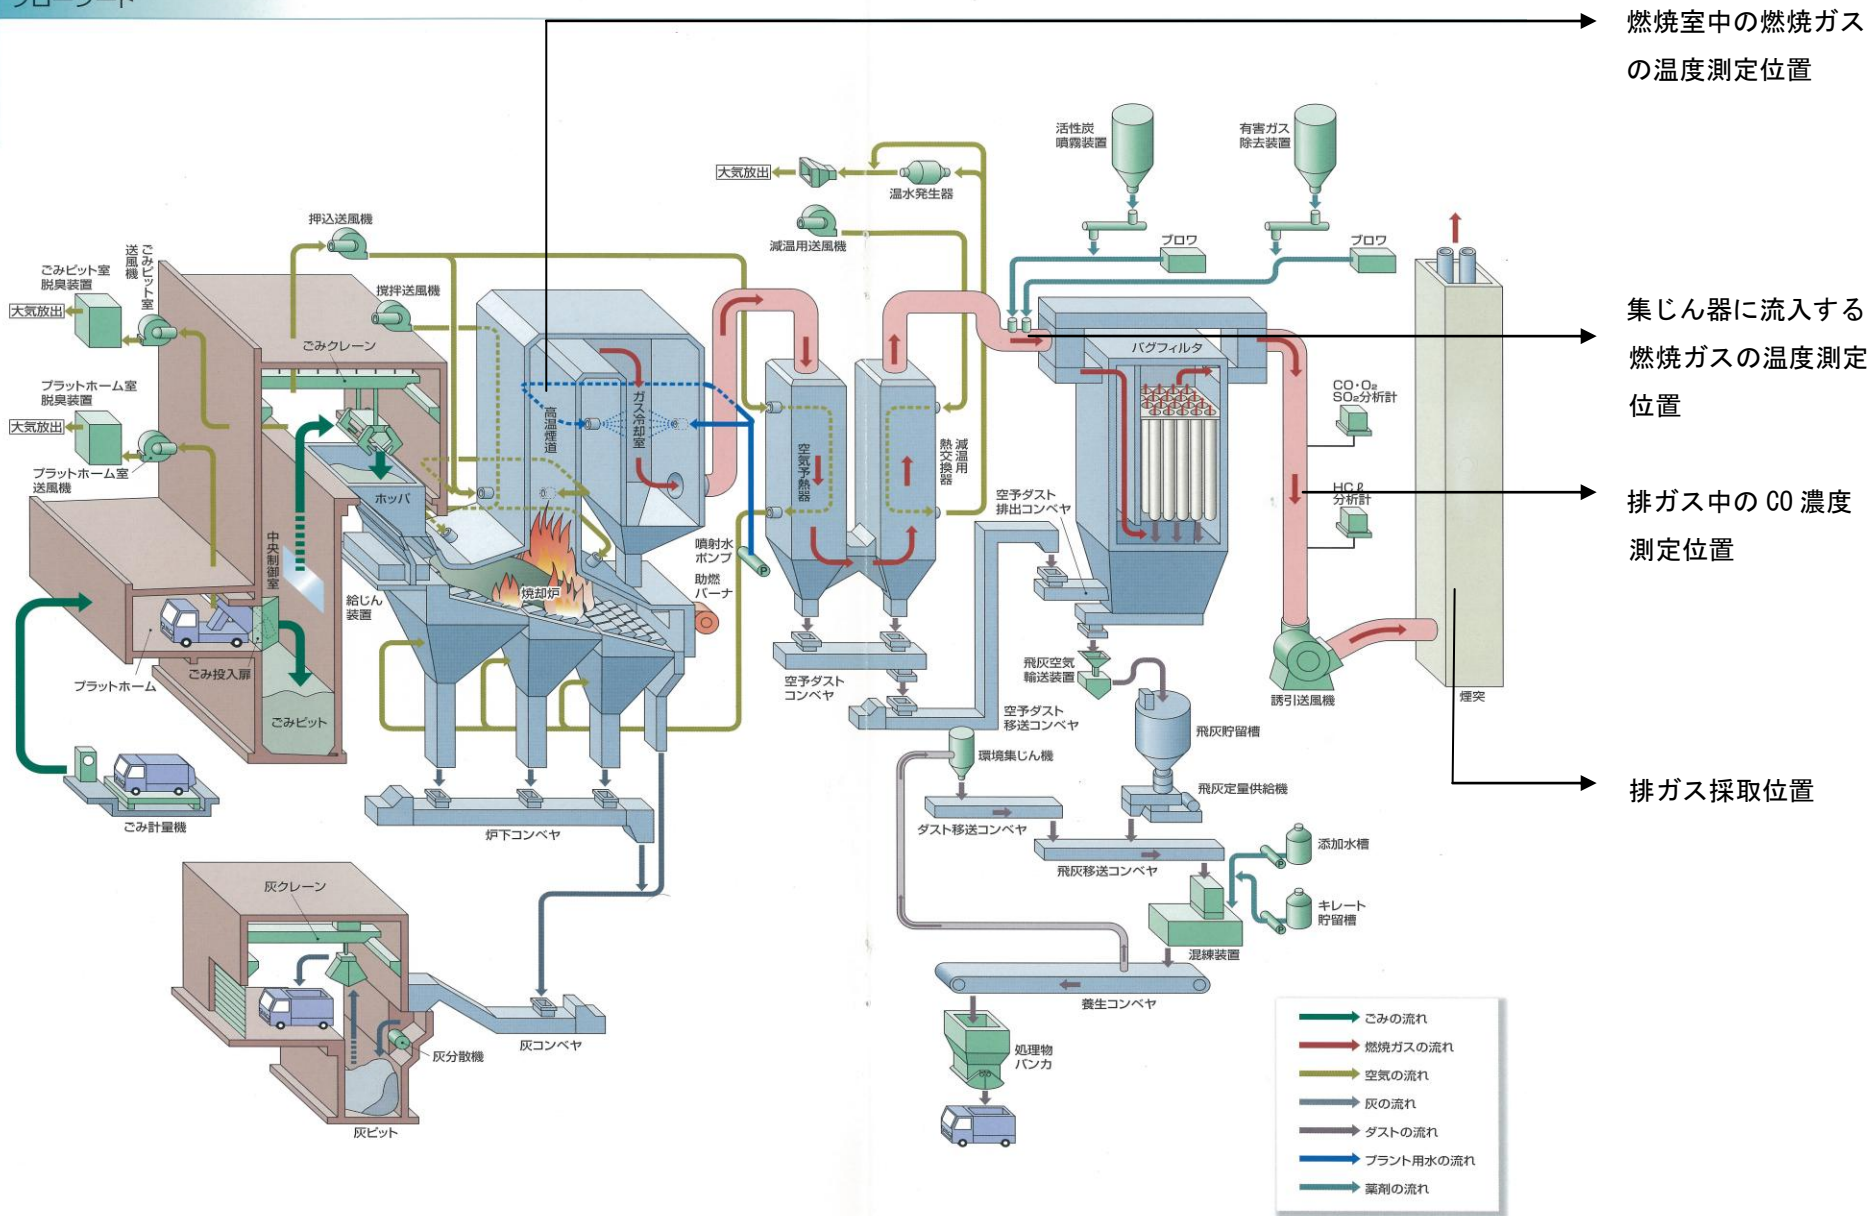 フローシート
燃焼室中の燃焼ガス
の温度測定位置
活性炭
噴霧装置
有害ガス
除去装置
大気放出
温水発生器
減温用送風機
ブロワ
ブロワ
押込送風機
ごみピット室
送風機
ごみピット室
脱臭装置
大気放出
撹拌送風機
ごみクレーン
バグフィルタ
集じん器に流入する
燃焼ガスの温度測定
位置
プラットホーム室
脱臭装置
大気放出
プラットホーム室
送風機
高温煙道
ガス冷却室
空気予熱器
減温用
熱交換器
CO・O₂
SO₂分析計
ホッパ
空予ダスト
排出コンベヤ
HCℓ
分析計
排ガス中の CO 濃度
測定位置
中央制御室
噴射水
ポンプ
P
助燃
バーナ
焼却炉
給じん
装置
プラットホーム
ごみ投入扉
ごみピット
空予ダスト
コンベヤ
飛灰空気
輸送装置
空予ダスト
移送コンベヤ
飛灰貯留槽
誘引送風機
煙突
環境集じん機
飛灰定量供給機
排ガス採取位置
ごみ計量機
炉下コンベヤ
ダスト移送コンベヤ
飛灰移送コンベヤ
添加水槽
P
キレート
貯留槽
P
混練装置
灰クレーン
養生コンベヤ
灰コンベヤ
灰分散機
灰ピット
処理物
バンカ
ごみの流れ
燃焼ガスの流れ
空気の流れ
灰の流れ
ダストの流れ
プラント用水の流れ
薬剤の流れ